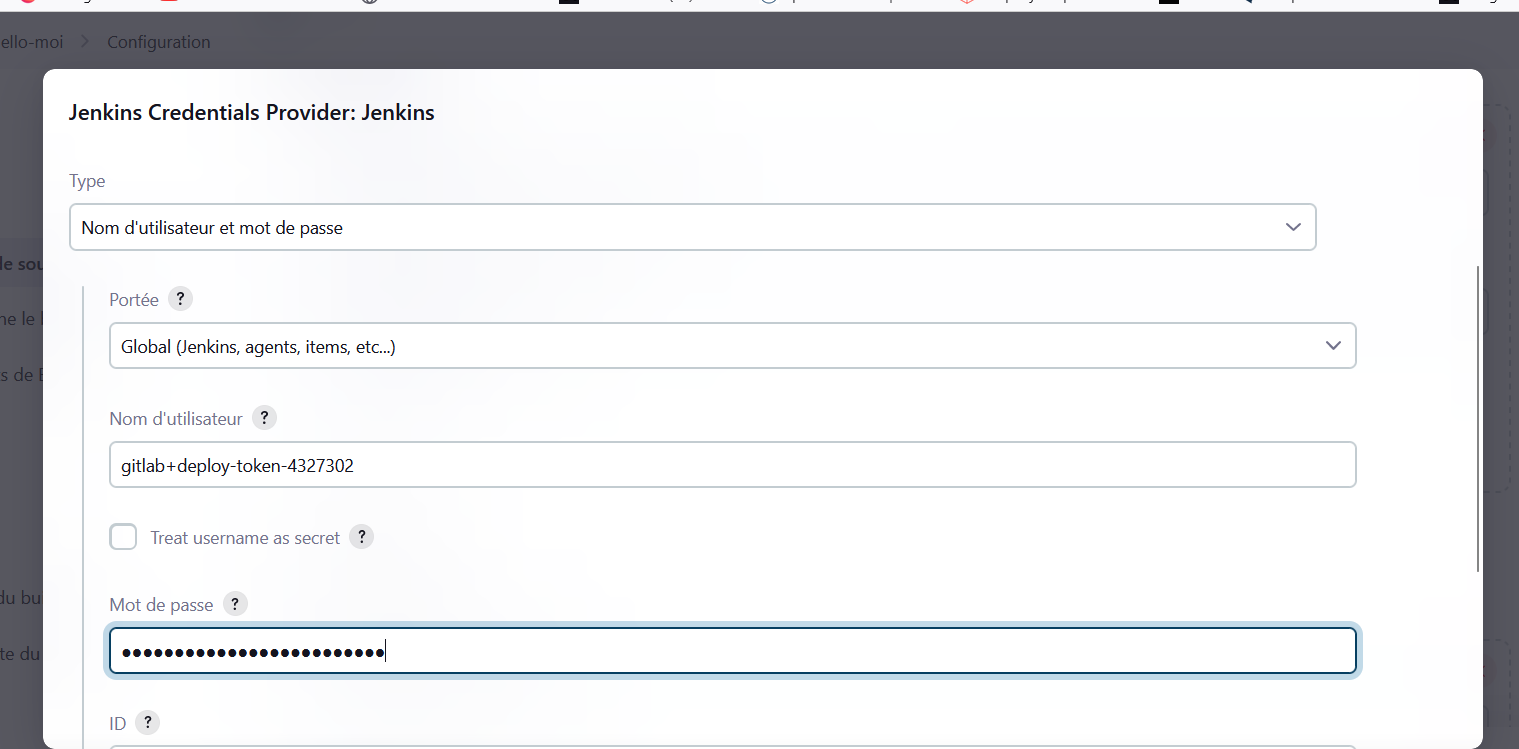 ello-moi > Configuration
Jenkins Credentials Provider: Jenkins
Type
Nom d'utilisateur et mot de passe
Portée ?
Global (Jenkins, agents, items, etc...)
Nom d'utilisateur ?
gitlab+deploy-token-4327302
Treat username as secret ?
Mot de passe ?
•••••••••••••••••••••••••
ID ?